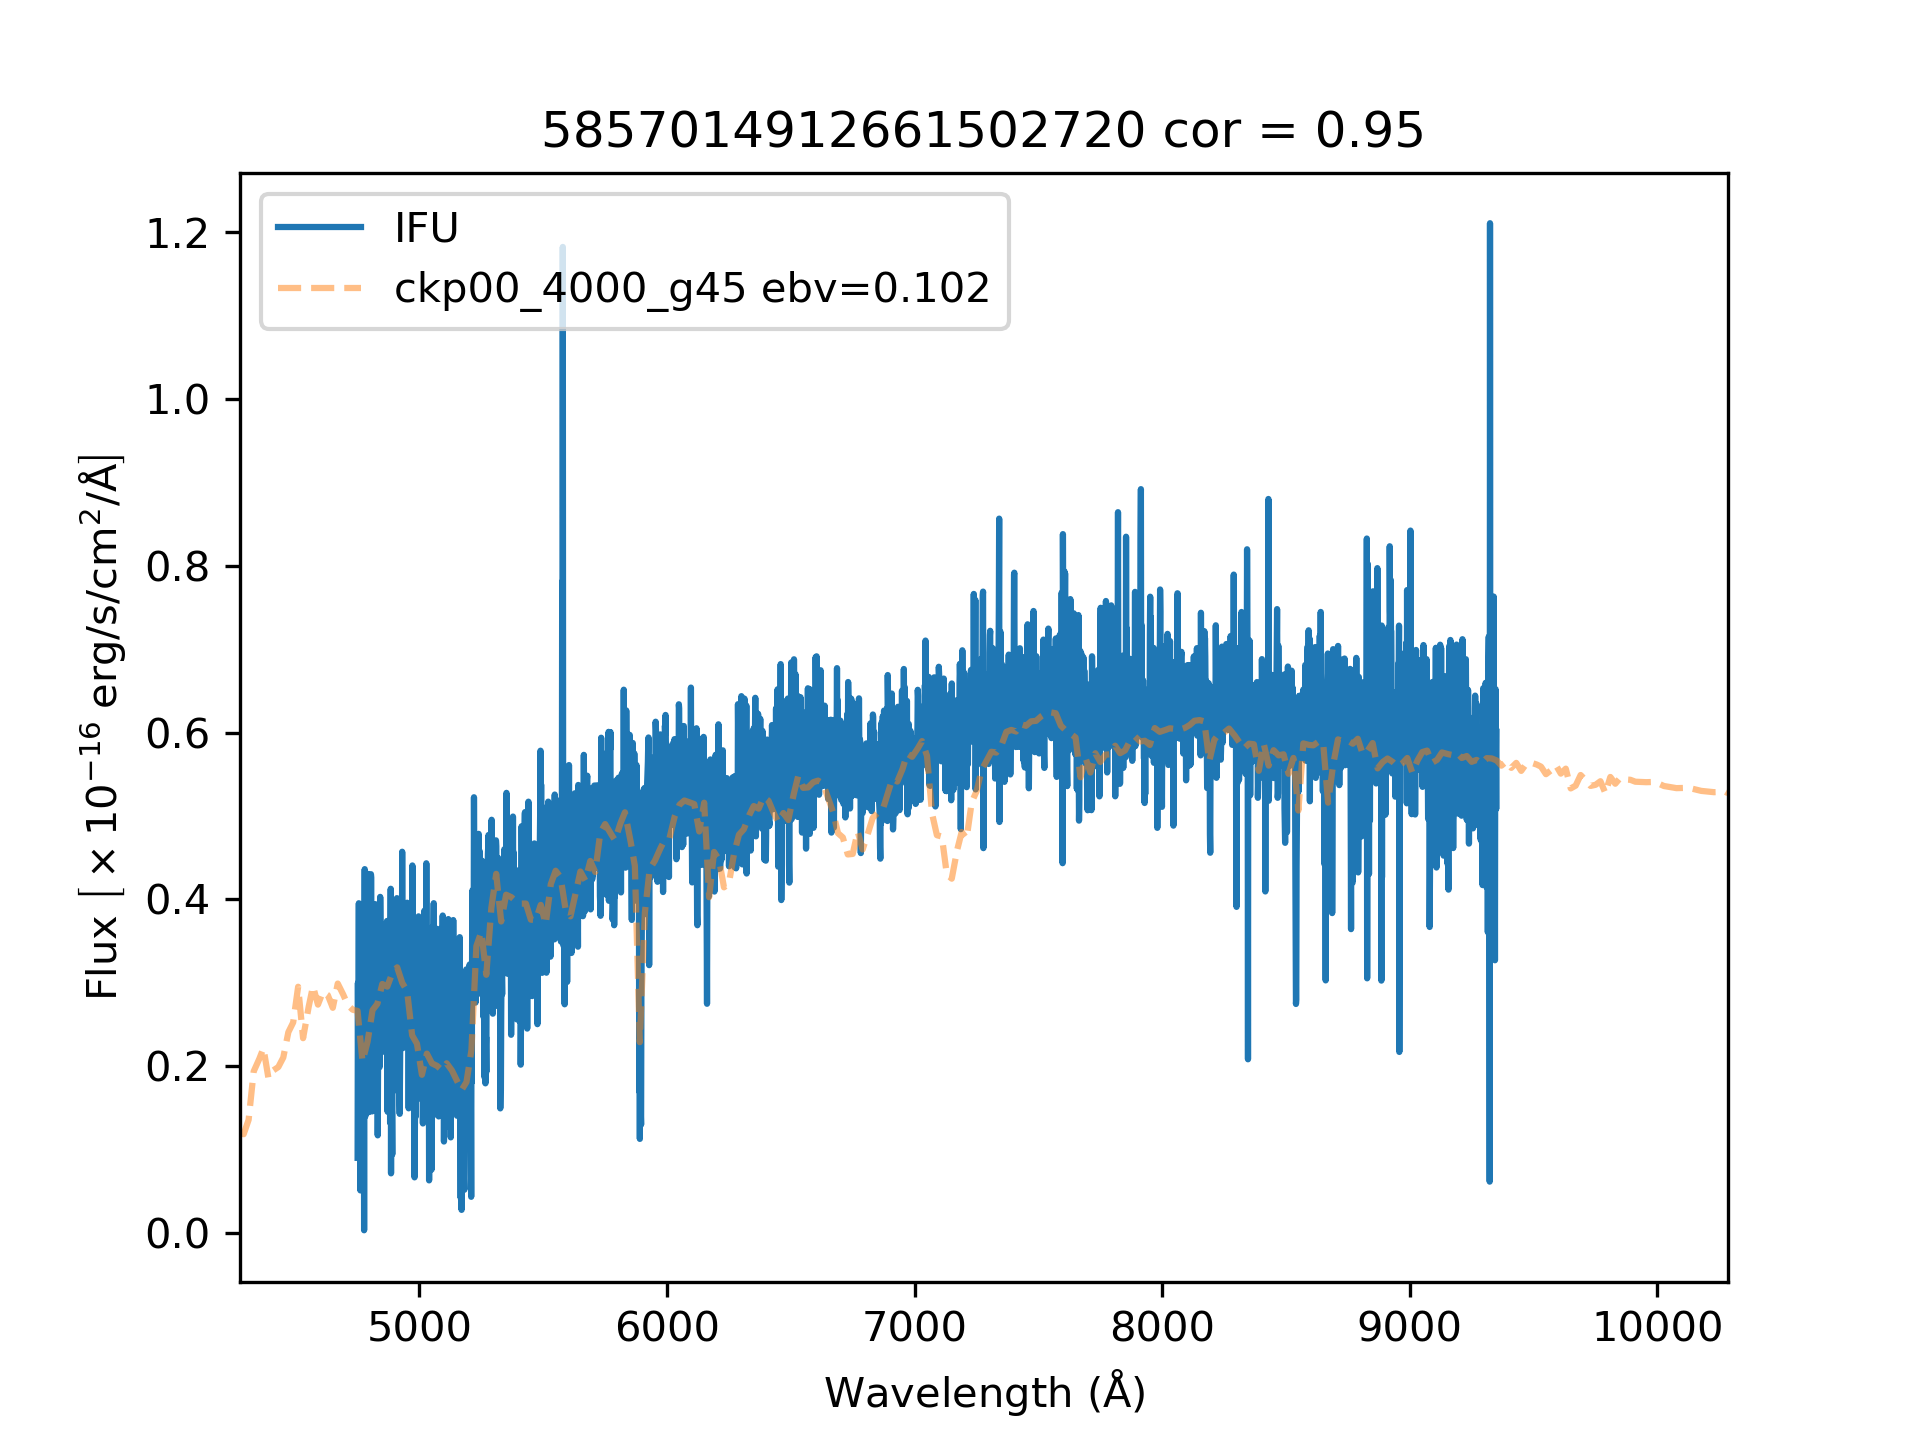 5857014912661502720 cor = 0.95
IFU
ckp00_4000_g45 ebv=0.102
1.2
1.0
0.8
0.6
0.4
0.2
0.0
Flux [ × 10⁻¹⁶ erg/s/cm²/Å]
5000 6000 7000 8000 9000 10000
Wavelength (Å)